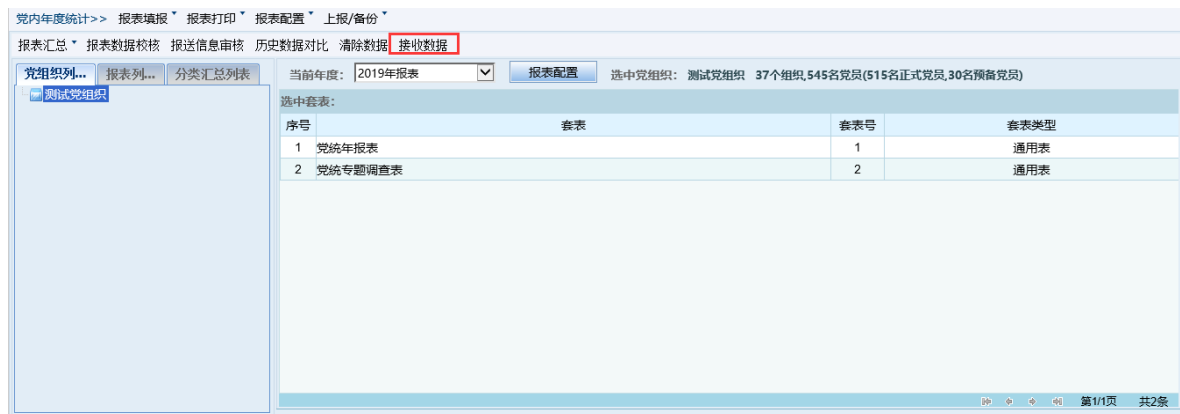 党内年度统计>> 报表填报 报表打印 报表配置 上报/备份
报表汇总 报表数据校核 报送信息审核 历史数据对比 清除数据 接收数据
党组织列... 报表列... 分类汇总列表
测试党组织
当前年度： 2019年报表 报表配置 选中党组织： 测试党组织 37个组织,545名党员(515名正式党员,30名预备党员)
选中套表：
序号 套表 套表号 套表类型
1 党统年报表 1 通用表
2 党统专题调查表 2 通用表
第1/1页 共2条